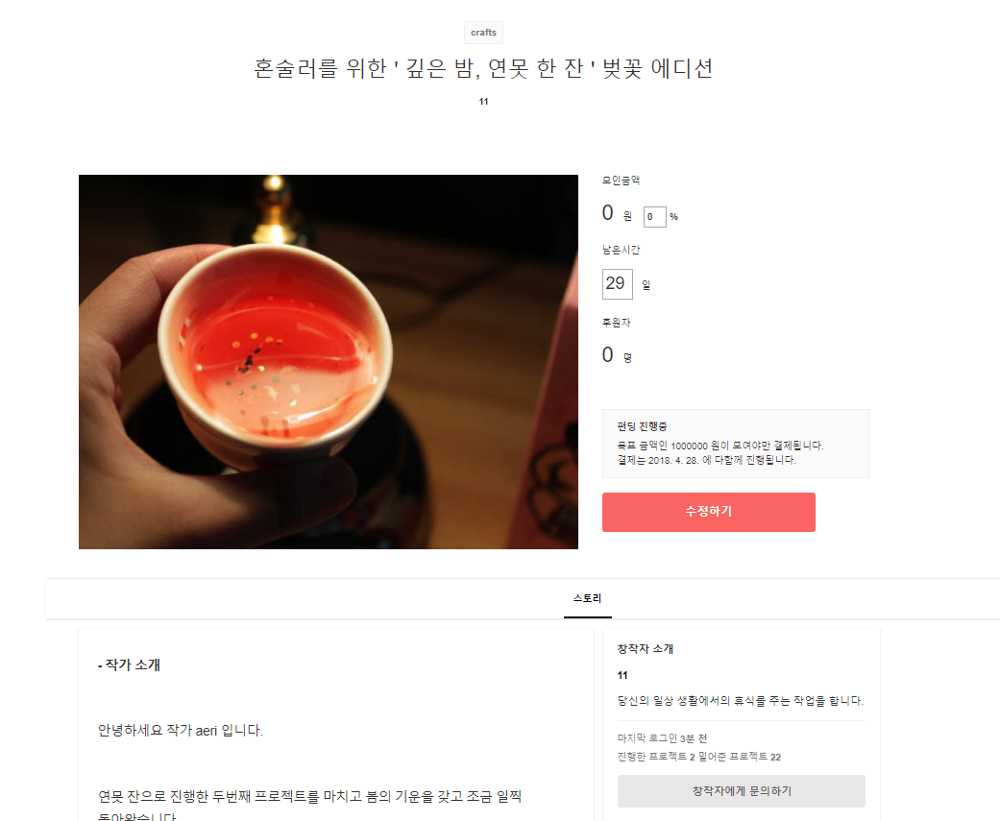 crafts
혼술러를 위한 ' 깊은 밤, 연못 한 잔 ' 벚꽃 에디션
11
모인금액
0 원 0 %
남은시간
29 일
후원자
0 명
펀딩 진행중
목표 금액인 1000000 원이 모여야만 결제됩니다.
결제는 2018. 4. 28. 에 다함께 진행됩니다.
수정하기
스토리
- 작가 소개
안녕하세요 작가 aeri 입니다.
연못 잔으로 진행한 두번째 프로젝트를 마치고 봄의 기운을 갖고 조금 일찍
돌아왔습니다
창작자 소개
11
당신의 일상 생활에서의 휴식를 주는 작업을 합니다.
마지막 로그인 3분 전
진행한 프로젝트 2 밀어준 프로젝트 22
창작자에게 문의하기